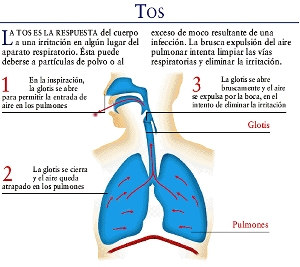 TOS
LA TOS ES LA RESPUESTA del cuerpo
a una irritación en algún lugar del
aparato respiratorio. Ésta puede
deberse a partículas de polvo o al
exceso de moco resultante de una
infección. La brusca expulsión del aire
pulmonar intenta limpiar las vías
respiratorias y eliminar la irritación.
1 En la inspiración,
la glotis se abre
para permitir la entrada de
aire en los pulmones
3 La glotis se abre
bruscamente y el aire
se expulsa por la boca, en el
intento de eliminar la irritación
Glotis
2 La glotis se cierra
y el aire queda
atrapado en los pulmones
Pulmones